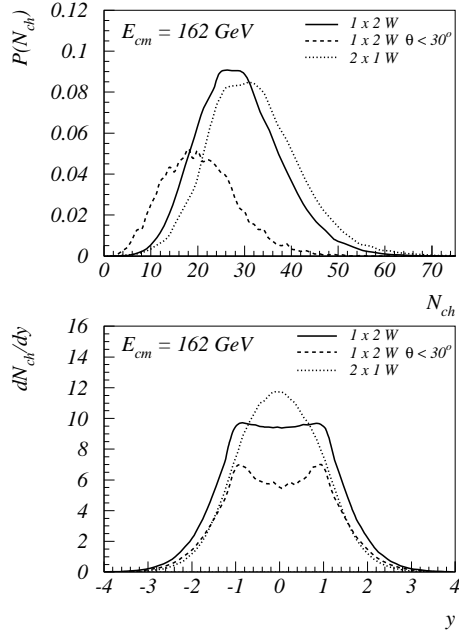 P(N_ch)
0.12
0.1
0.08
0.06
0.04
0.02
0
E_cm = 162 GeV
1 x 2 W
1 x 2 W θ < 30°
2 x 1 W
0 10 20 30 40 50 60 70
N_ch
dN_ch/dy
16
14
12
10
8
6
4
2
0
E_cm = 162 GeV
1 x 2 W
1 x 2 W θ < 30°
2 x 1 W
-4 -3 -2 -1 0 1 2 3 4
y